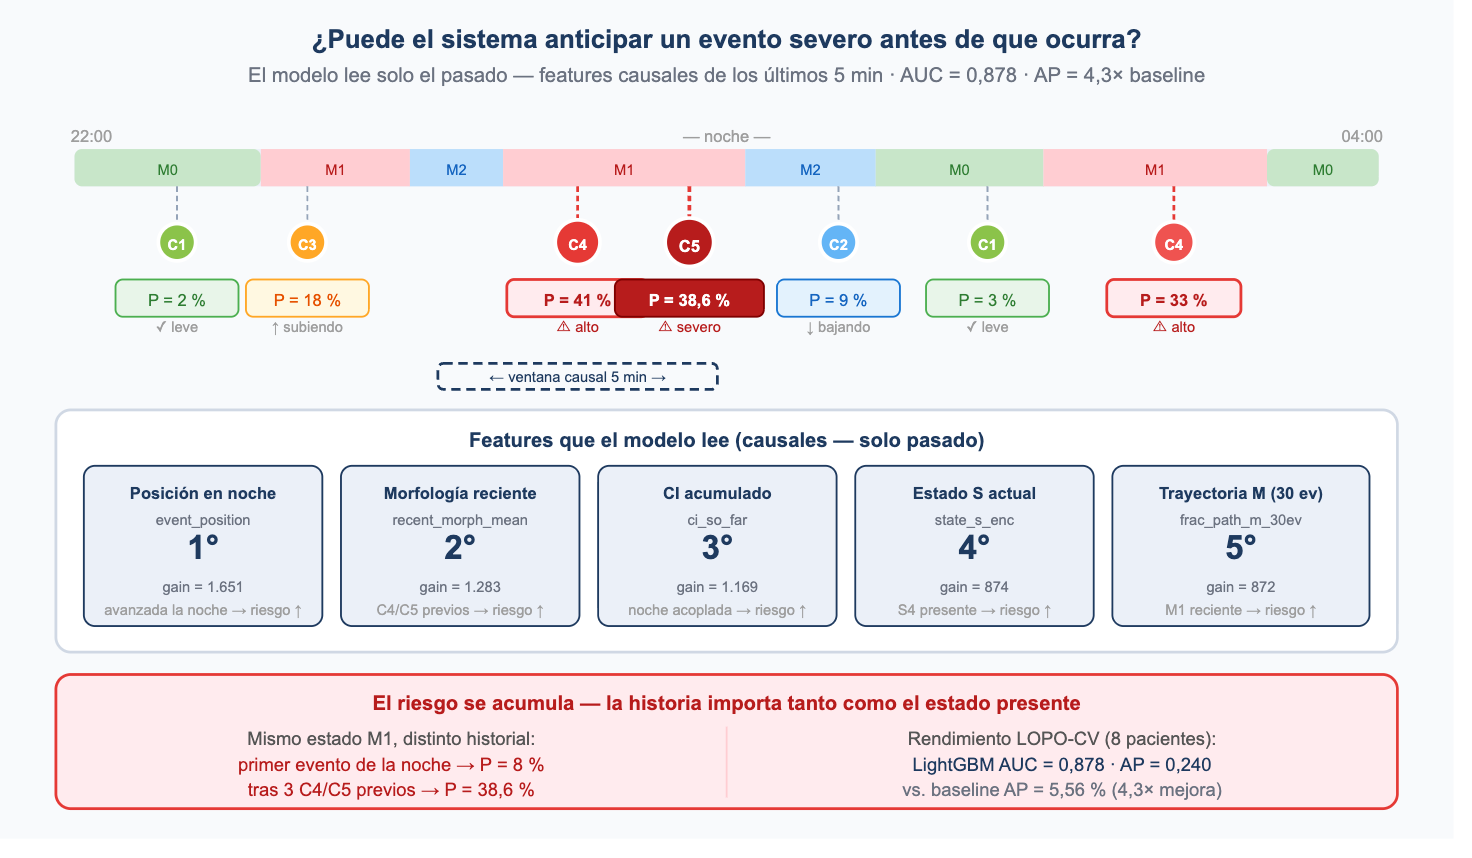 ¿Puede el sistema anticipar un evento severo antes de que ocurra?
El modelo lee solo el pasado — features causales de los últimos 5 min · AUC = 0,878 · AP = 4,3× baseline
22:00 — noche — 04:00
M0 M1 M2 M1 M2 M0 M1 M0
C1 C3 C4 C5 C2 C1 C4
P = 2 % P = 18 % P = 41 % P = 38,6 % P = 9 % P = 3 % P = 33 %
✓ leve ↑ subiendo ⚠ alto ⚠ severo ↓ bajando ✓ leve ⚠ alto
← ventana causal 5 min →
Features que el modelo lee (causales — solo pasado)
Posición en noche
event_position
1°
gain = 1.651
avanzada la noche → riesgo ↑
Morfología reciente
recent_morph_mean
2°
gain = 1.283
C4/C5 previos → riesgo ↑
CI acumulado
ci_so_far
3°
gain = 1.169
noche acoplada → riesgo ↑
Estado S actual
state_s_enc
4°
gain = 874
S4 presente → riesgo ↑
Trayectoria M (30 ev)
frac_path_m_30ev
5°
gain = 872
M1 reciente → riesgo ↑
El riesgo se acumula — la historia importa tanto como el estado presente
Mismo estado M1, distinto historial:
primer evento de la noche → P = 8 %
tras 3 C4/C5 previos → P = 38,6 %
Rendimiento LOPO-CV (8 pacientes):
LightGBM AUC = 0,878 · AP = 0,240
vs. baseline AP = 5,56 % (4,3× mejora)